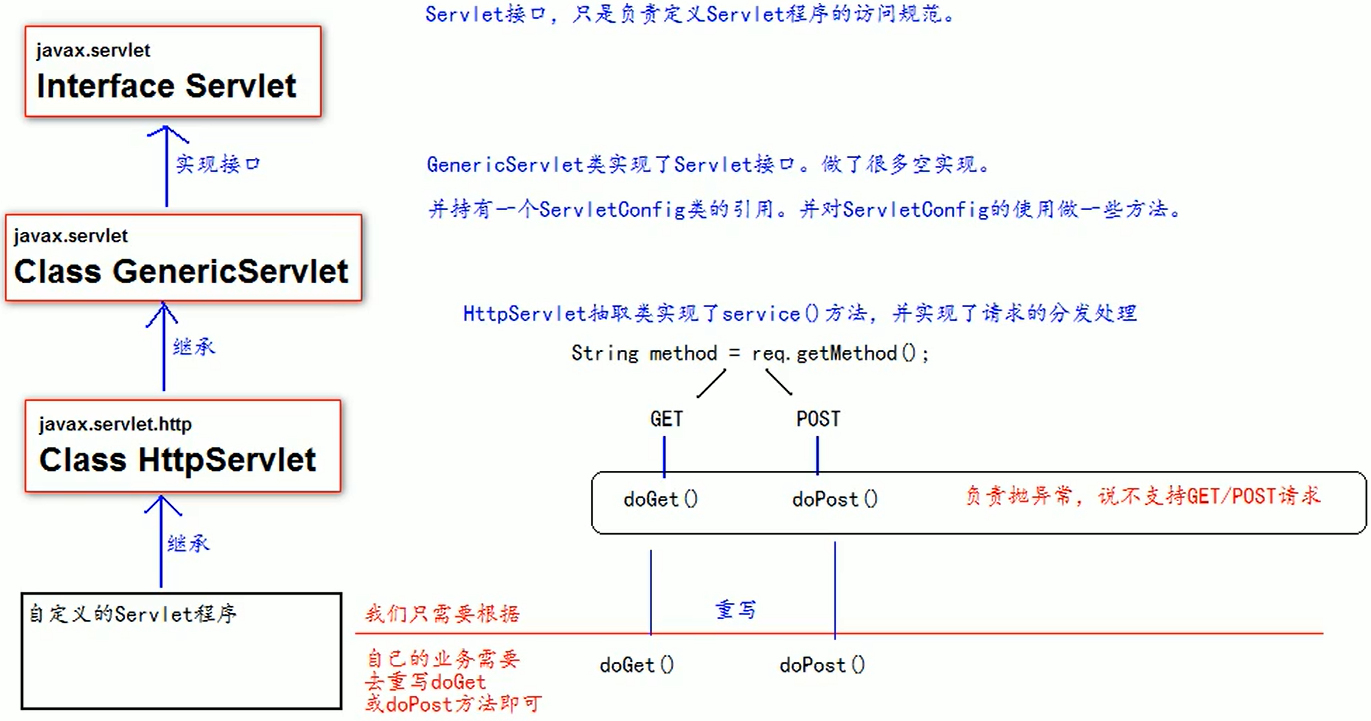 Servlet接口，只是负责定义Servlet程序的访问规范。
javax.servlet
Interface Servlet
实现接口
GenericServlet类实现了Servlet接口。做了很多空实现。
并持有一个ServletConfig类的引用。并对ServletConfig的使用做一些方法。
javax.servlet
Class GenericServlet
继承
HttpServlet抽取类实现了service()方法，并实现了请求的分发处理
String method = req.getMethod();
GET
POST
javax.servlet.http
Class HttpServlet
doGet()
doPost()
负责抛异常，说不支持GET/POST请求
继承
自定义的Servlet程序
我们只需要根据
重写
自己的业务需要
去重写doGet
或doPost方法即可
doGet()
doPost()